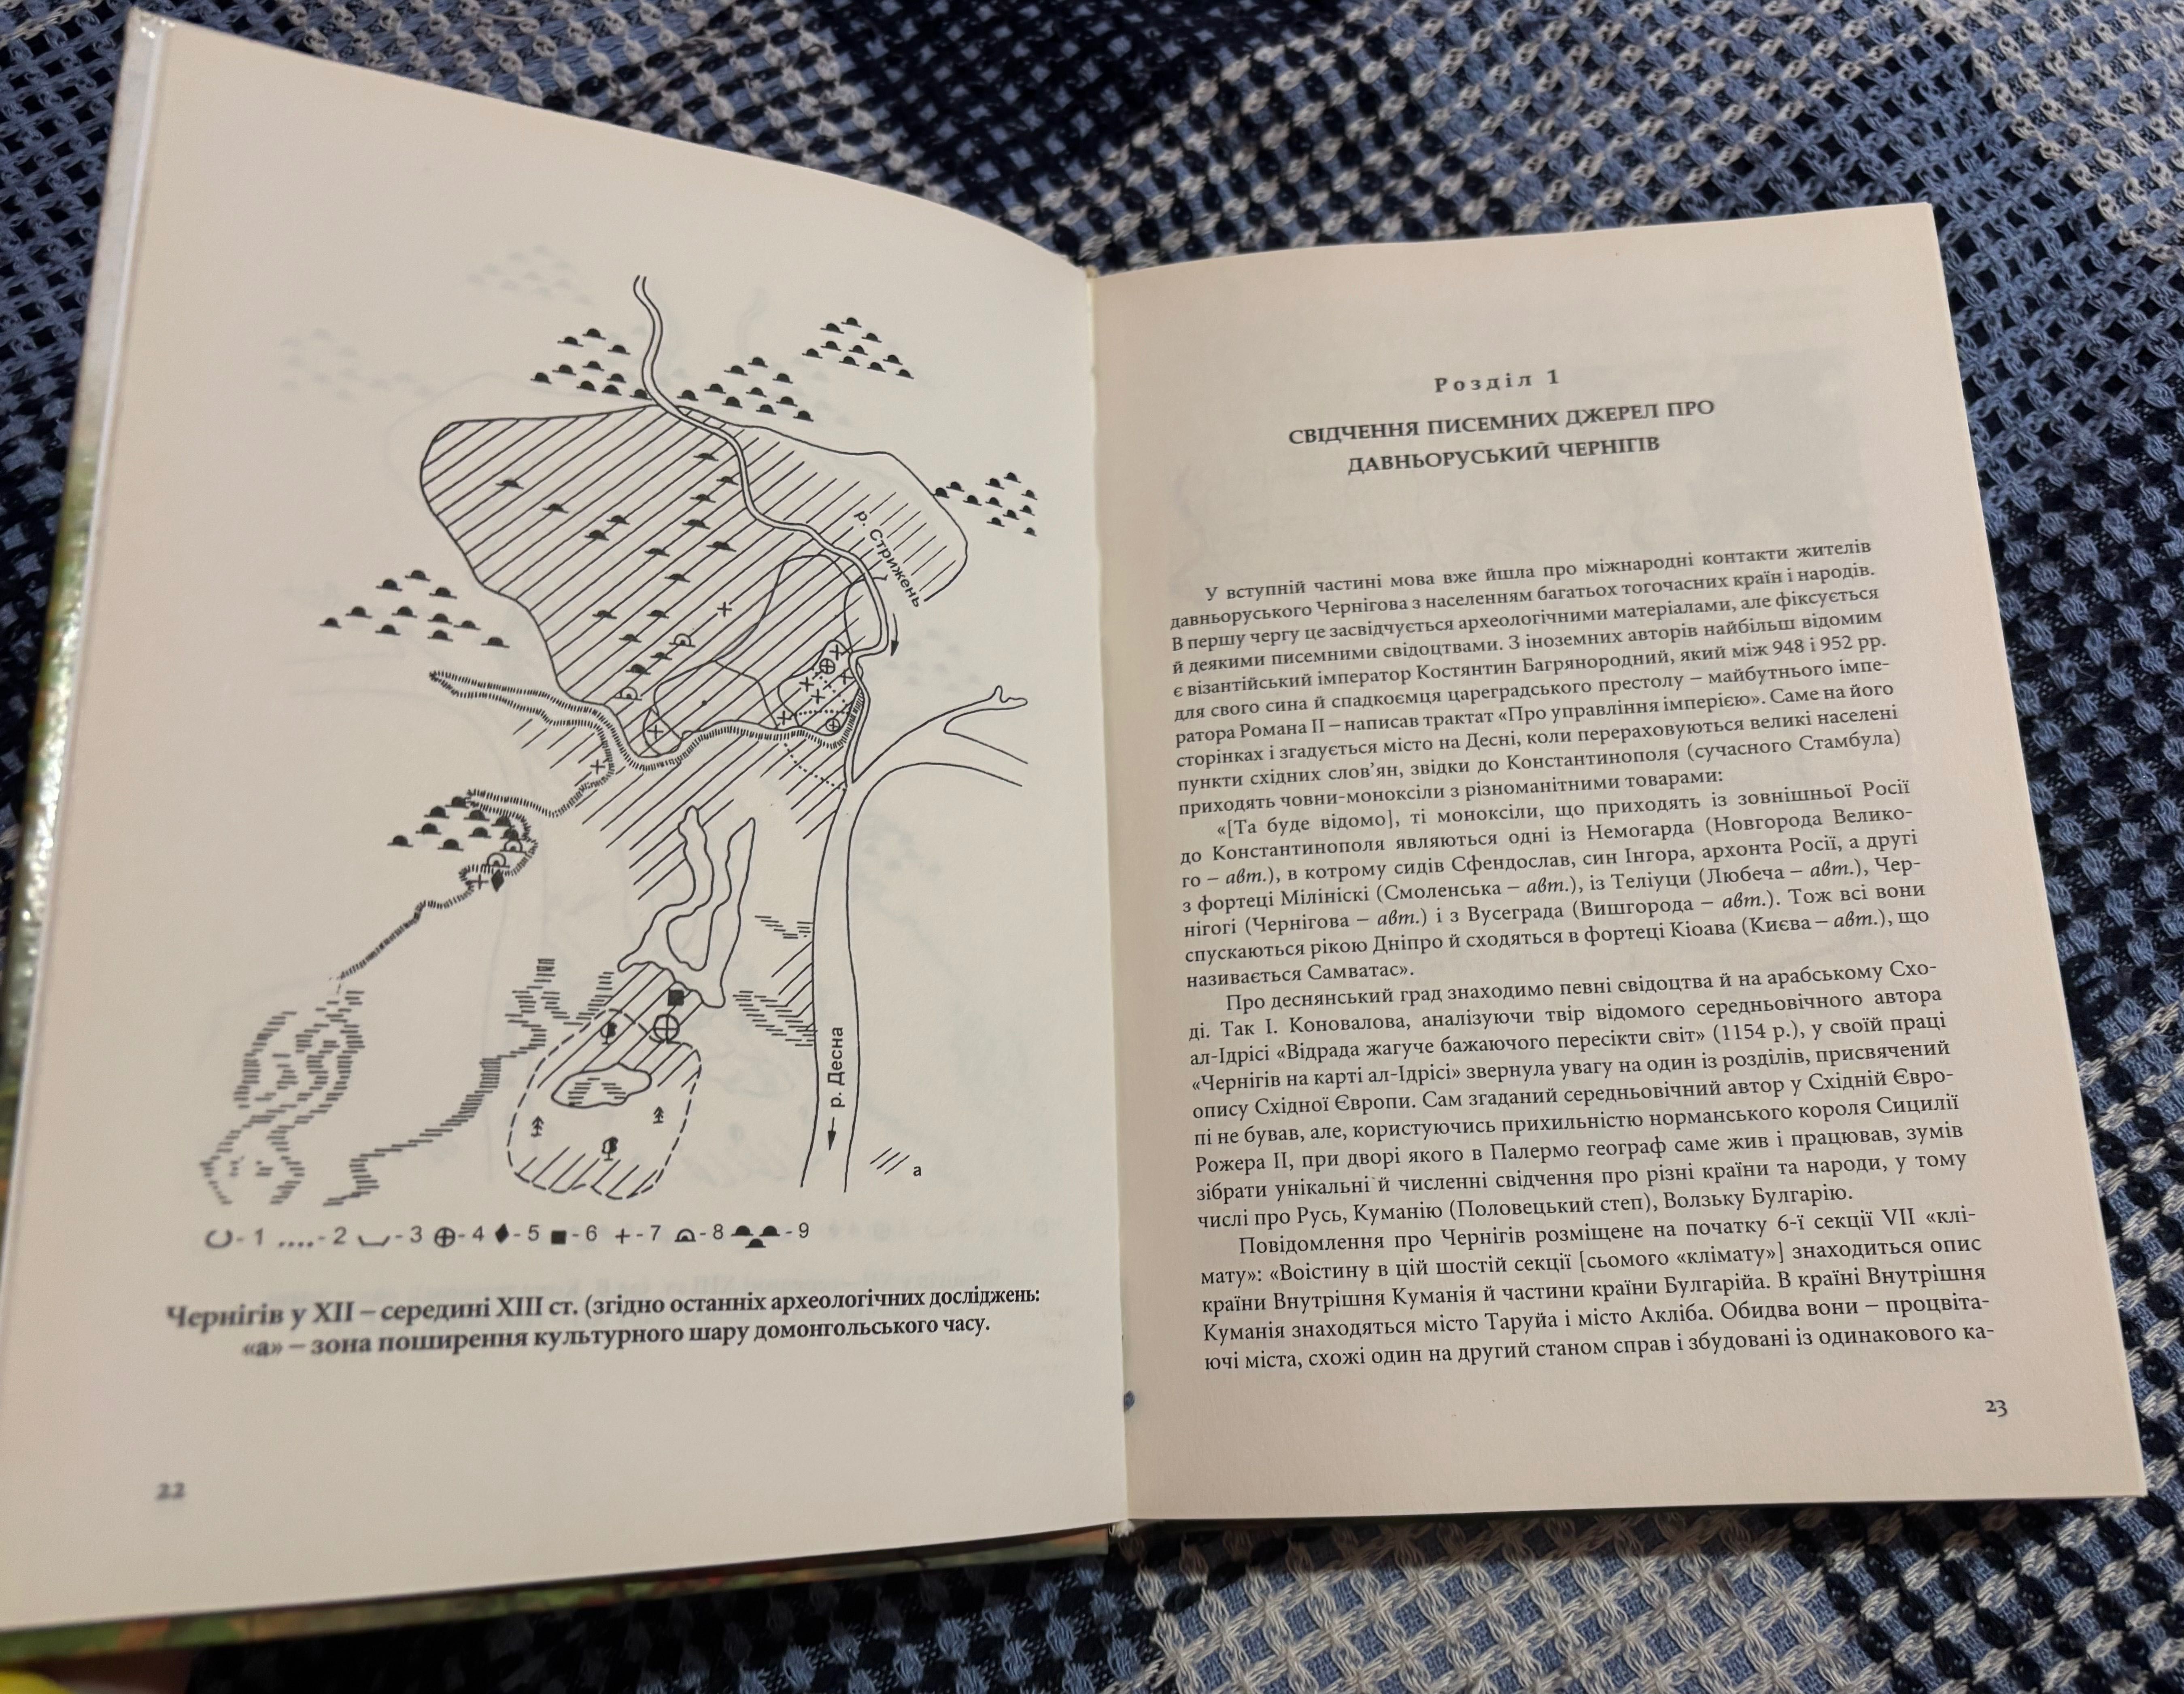 р. Стрижень
р. Десна
а
- 1 .... - 2 - 3 - 4 - 5 - 6 + - 7 - 8 - 9
Чернігів у XII – середині XIII ст. (згідно останніх археологічних досліджень:
«а» – зона поширення культурного шару домонгольського часу.
22
Розділ 1
СВІДЧЕННЯ ПИСЕМНИХ ДЖЕРЕЛ ПРО
ДАВНЬОРУСЬКИЙ ЧЕРНІГІВ
У вступній частині мова вже йшла про міжнародні контакти жителів
давньоруського Чернігова з населенням багатьох тогочасних країн і народів.
В першу чергу це засвідчується археологічними матеріалами, але фіксується
й деякими писемними свідоцтвами. З іноземних авторів найбільш відомим
є візантійський імператор Костянтин Багрянородний, який між 948 і 952 рр.
для свого сина й спадкоємця цареградського престолу – майбутнього імпе-
ратора Романа II – написав трактат «Про управління імперією». Саме на його
сторінках і згадується місто на Десні, коли перераховуються великі населені
пункти східних слов’ян, звідки до Константинополя (сучасного Стамбула)
приходять човни-моноксіли з різноманітними товарами:
«[Та буде відомо], ті моноксіли, що приходять із зовнішньої Росії
до Константинополя являються одні із Немогарда (Новгорода Велико-
го – авт.), в котрому сидів Сфендослав, син Інгора, архонта Росії, а другі
з фортеці Мілініскі (Смоленська – авт.), із Теліуци (Любеча – авт.), Чер-
нігогі (Чернігова – авт.) і з Вусеграда (Вишгорода – авт.). Тож всі вони
спускаються рікою Дніпро й сходяться в фортеці Кіоава (Києва – авт.), що
називається Самватас».
Про деснянський град знаходимо певні свідоцтва й на арабському Схо-
ді. Так І. Коновалова, аналізуючи твір відомого середньовічного автора
ал-Ідрісі «Відрада жагуче бажаючого пересікти світ» (1154 р.), у своїй праці
«Чернігів на карті ал-Ідрісі» звернула увагу на один із розділів, присвячений
опису Східної Європи. Сам згаданий середньовічний автор у Східній Євро-
пі не бував, але, користуючись прихильністю норманського короля Сицилії
Рожера II, при дворі якого в Палермо географ саме жив і працював, зумів
зібрати унікальні й численні свідчення про різні країни та народи, у тому
числі про Русь, Куманію (Половецький степ), Волзьку Булгарію.
Повідомлення про Чернігів розміщене на початку 6-ї секції VII «клі-
мату»: «Воістину в цій шостій секції [сьомого «клімату»] знаходиться опис
країни Внутрішня Куманія й частини країни Булгарійа. В країні Внутрішня
Куманія знаходяться місто Таруйа і місто Акліба. Обидва вони – процвіта-
ючі міста, схожі один на другий станом справ і збудовані із одинакового ка-
23